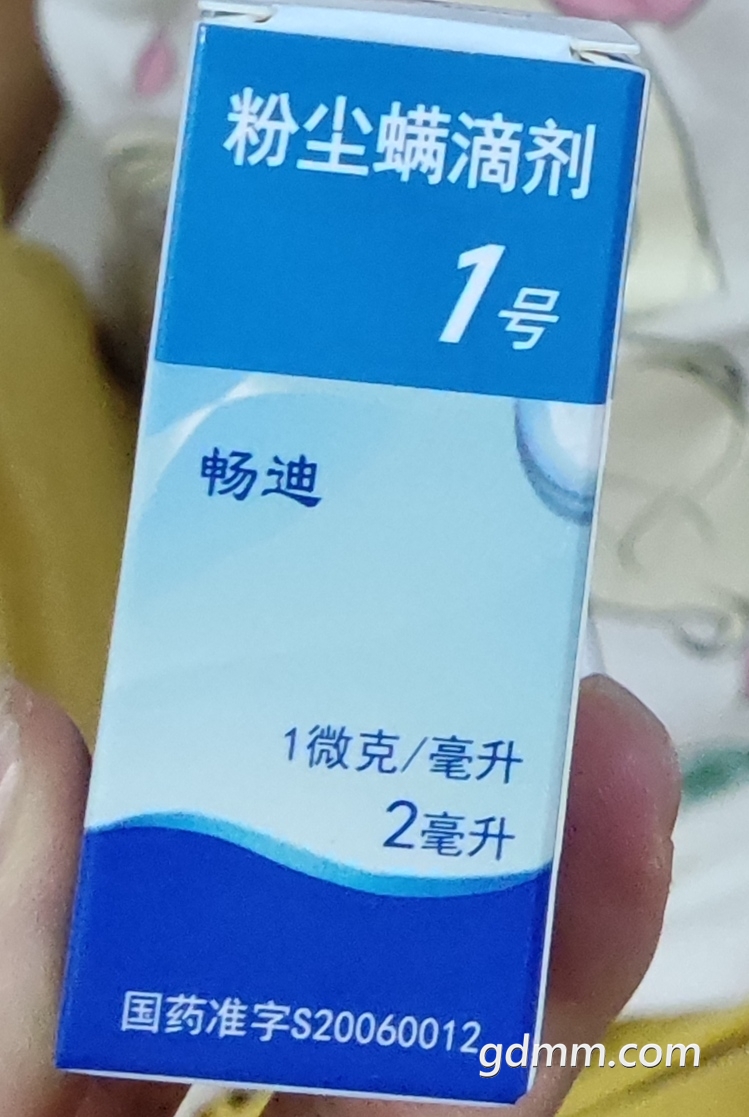 粉尘螨滴剂
1号
畅迪
1微克/毫升
2毫升
国药准字S20060012
gdmm.com